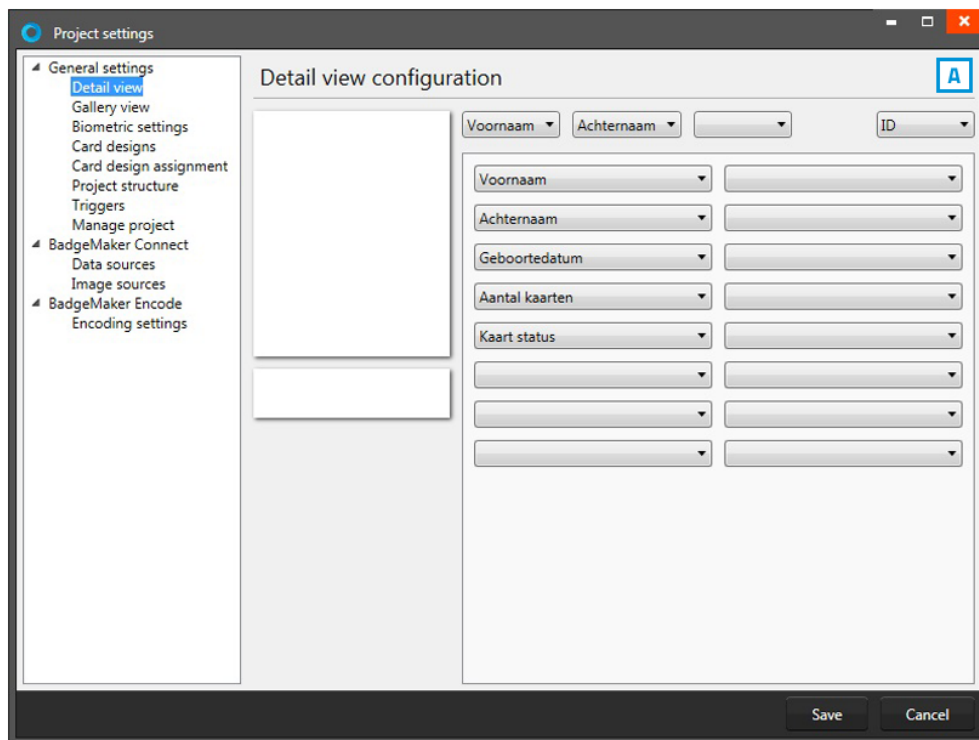 Project settings
General settings
Detail view
Gallery view
Biometric settings
Card designs
Card design assignment
Project structure
Triggers
Manage project
BadgeMaker Connect
Data sources
Image sources
BadgeMaker Encode
Encoding settings
Detail view configuration
A
Voornaam Achternaam ID
Voornaam
Achternaam
Geboortedatum
Aantal kaarten
Kaart status
Save Cancel